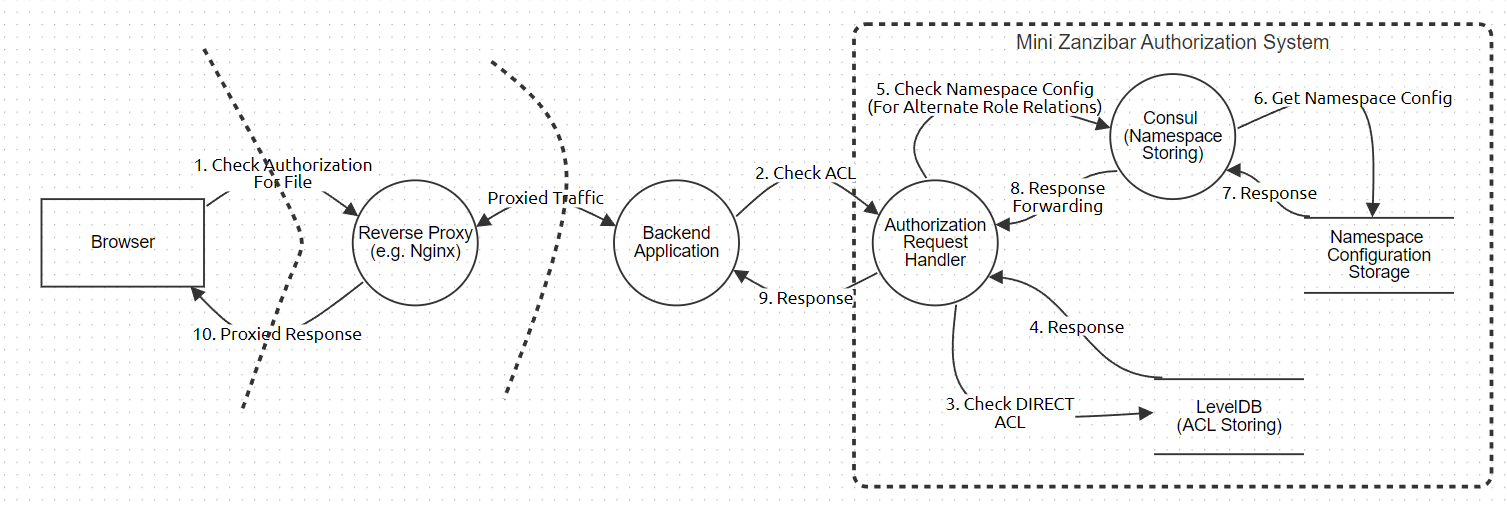 Mini Zanzibar Authorization System
1. Check Authorization
For File
Browser
10. Proxied Response
Reverse Proxy
(e.g. Nginx)
Proxied Traffic
Backend
Application
2. Check ACL
9. Response
Authorization
Request
Handler
5. Check Namespace Config
(For Alternate Role Relations)
Consul
(Namespace
Storing)
6. Get Namespace Config
7. Response
8. Response
Forwarding
Namespace
Configuration
Storage
4. Response
3. Check DIRECT
ACL
LevelDB
(ACL Storing)